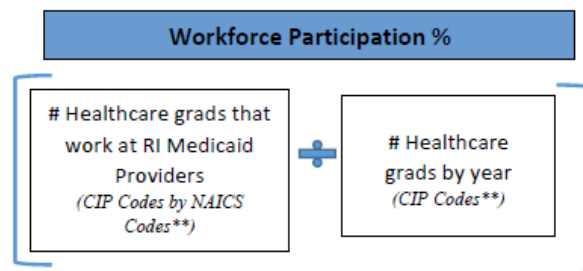 Workforce Participation %
# Healthcare grads that
work at RI Medicaid
Providers
(CIP Codes by NAICS
Codes**)
÷
# Healthcare
grads by year
(CIP Codes**)